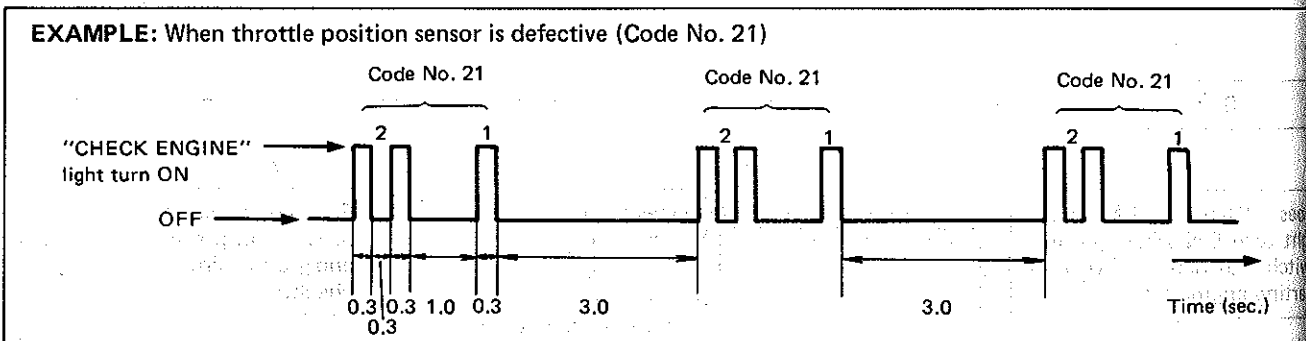 EXAMPLE: When throttle position sensor is defective (Code No. 21)
Code No. 21
Code No. 21
Code No. 21
"CHECK ENGINE"
light turn ON
2
1
2
1
2
1
OFF
0.3
0.3
0.3
1.0
0.3
3.0
3.0
Time (sec.)